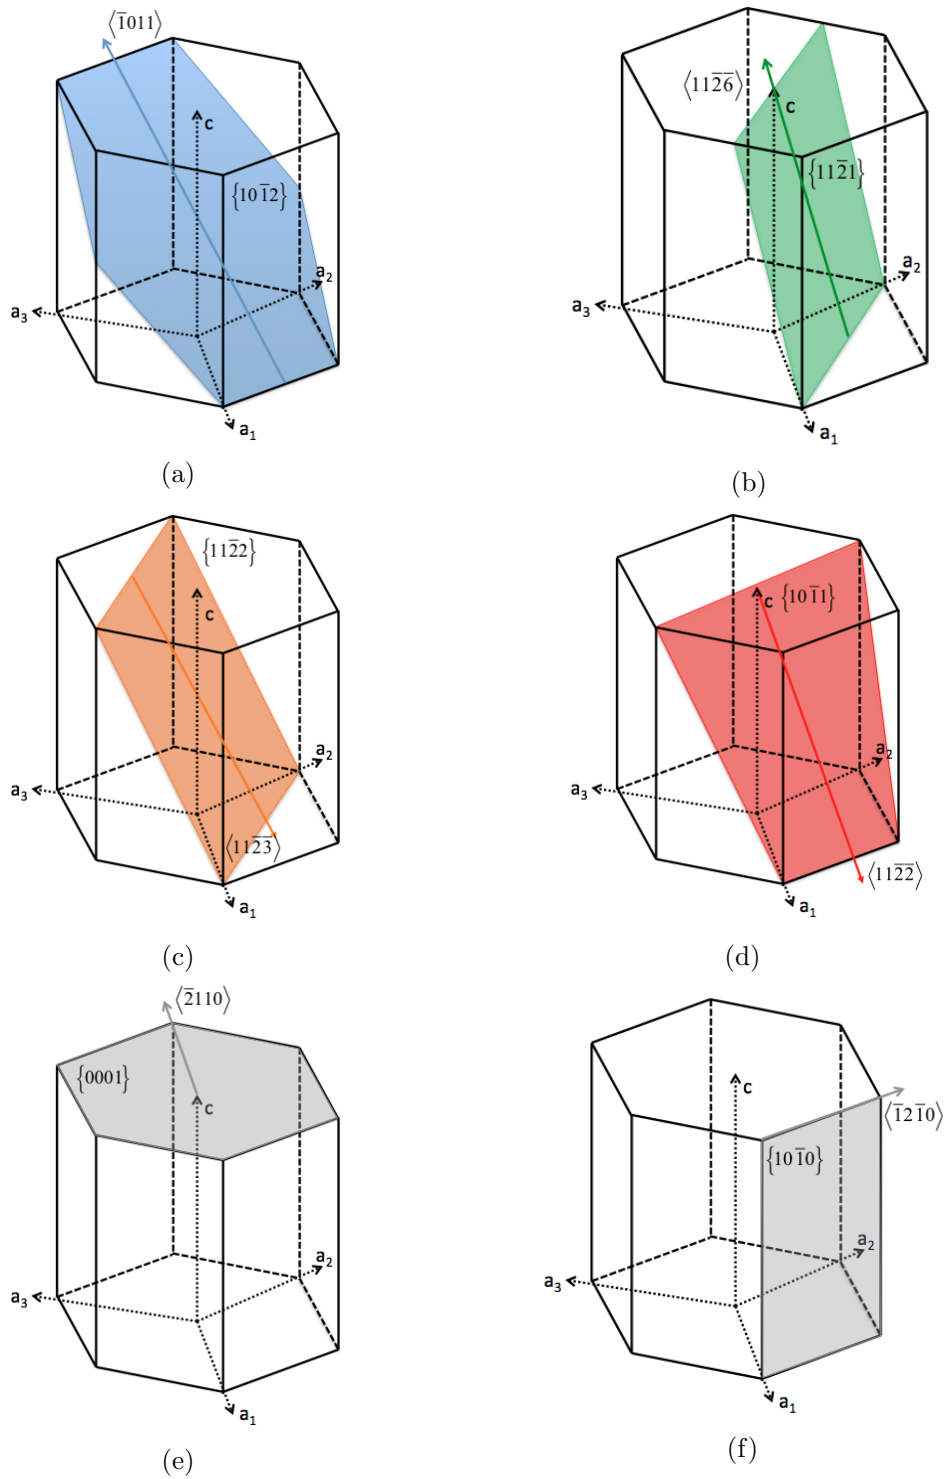 ⟨1̅011⟩
c
{101̅2}
a₂
a₃
a₁
(a)
⟨112̅6̅⟩
c
{112̅1}
a₂
a₃
a₁
(b)
{112̅2}
c
a₂
a₃
⟨112̅3̅⟩
a₁
(c)
c {101̅1}
a₂
a₃
⟨112̅2̅⟩
a₁
(d)
⟨2̅110⟩
{0001}
c
a₂
a₃
a₁
(e)
c
⟨1̅21̅0⟩
{101̅0}
a₂
a₃
a₁
(f)